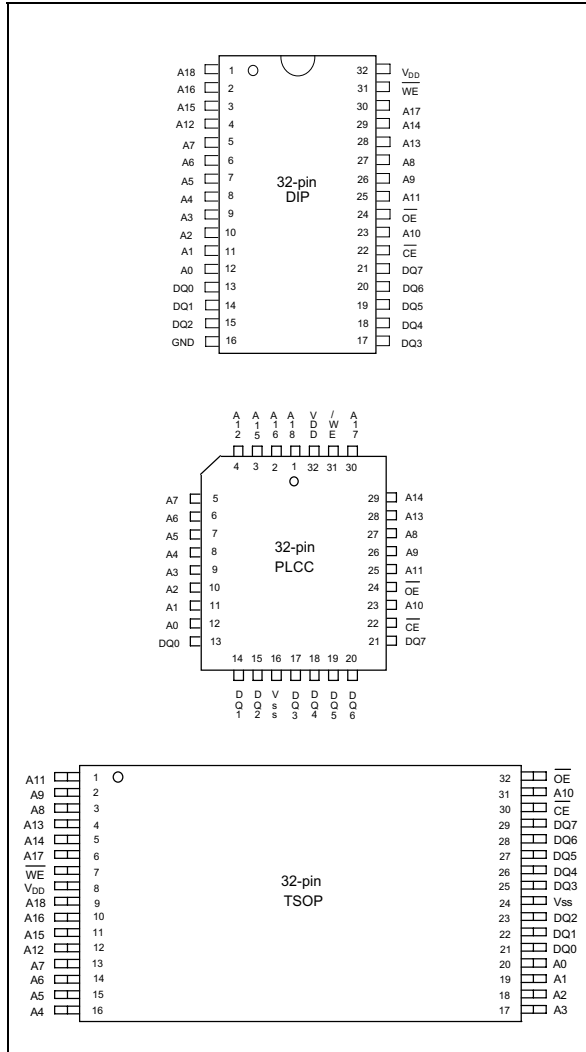 A18 1 32 VDD
A16 2 31 WE
A15 3 30 A17
A12 4 29 A14
A7 5 28 A13
A6 6 27 A8
A5 7 26 A9
32-pin
DIP
A4 8 25 A11
A3 9 24 OE
A2 10 23 A10
A1 11 22 CE
A0 12 21 DQ7
DQ0 13 20 DQ6
DQ1 14 19 DQ5
DQ2 15 18 DQ4
GND 16 17 DQ3
A12 A15 A16 A18 VDD /WE A17
4 3 2 1 32 31 30
A7 5 29 A14
A6 6 28 A13
A5 7 27 A8
A4 8 26 A9
32-pin
PLCC
A3 9 25 A11
A2 10 24 OE
A1 11 23 A10
A0 12 22 CE
DQ0 13 21 DQ7
14 15 16 17 18 19 20
DQ1 DQ2 Vss DQ3 DQ4 DQ5 DQ6
A11 1 32 OE
A9 2 31 A10
A8 3 30 CE
A13 4 29 DQ7
A14 5 28 DQ6
A17 6 27 DQ5
WE 7 26 DQ4
VDD 8 25 DQ3
32-pin
TSOP
A18 9 24 Vss
A16 10 23 DQ2
A15 11 22 DQ1
A12 12 21 DQ0
A7 13 20 A0
A6 14 19 A1
A5 15 18 A2
A4 16 17 A3